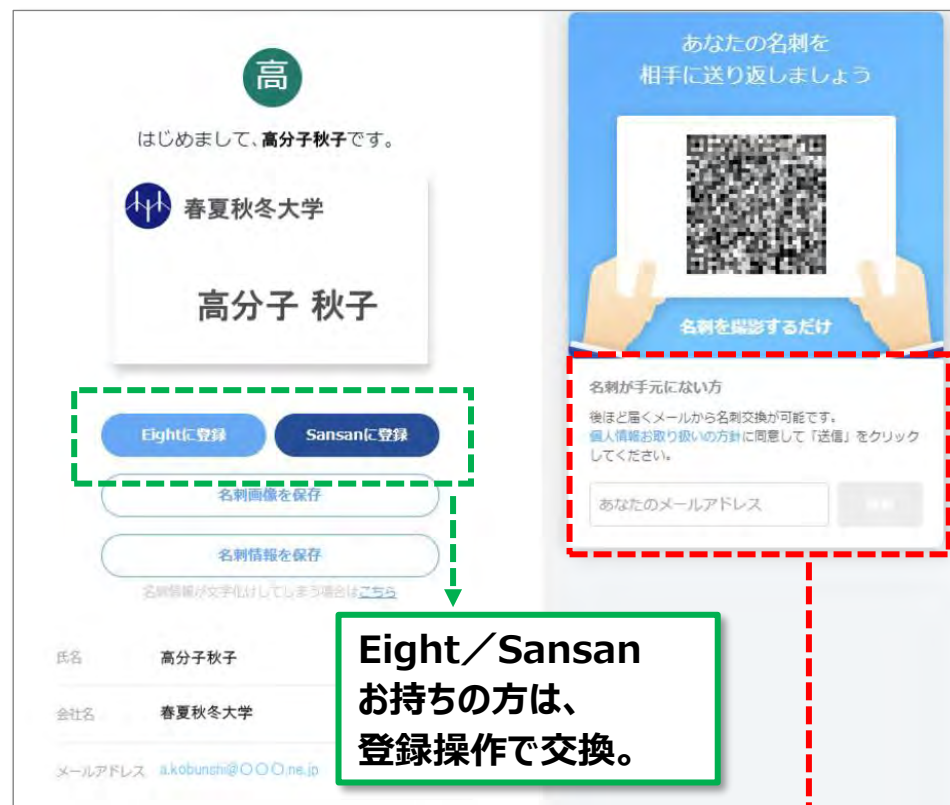 高
はじめまして、高分子秋子です。
春夏秋冬大学
高分子 秋子
Eightに登録
Sansanに登録
名刺画像を保存
名刺情報を保存
名刺情報が文字化けしてしまう場合はこちら
氏名 高分子秋子
会社名 春夏秋冬大学
メールアドレス a.kobunshi@〇〇〇.ne.jp
あなたの名刺を
相手に送り返しましょう
名刺を撮影するだけ
名刺が手元にない方
後ほど届くメールから名刺交換が可能です。
個人情報お取り扱いの方針に同意して「送信」をクリック
してください。
あなたのメールアドレス
Eight／Sansan
お持ちの方は、
登録操作で交換。